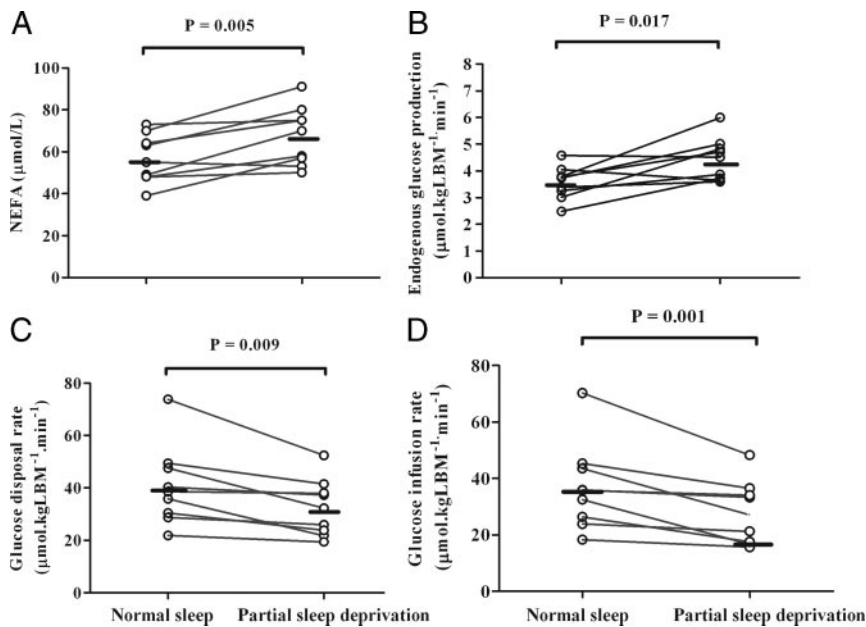 A
P = 0.005
NEFA (μmol/L)
100
80
60
40
20
0
B
P = 0.017
Endogenous glucose production
(μmol.kgLBM⁻¹·min⁻¹)
8
7
6
5
4
3
2
1
0
C
P = 0.009
Glucose disposal rate
(μmol.kgLBM⁻¹.min⁻¹)
80
60
40
20
0
Normal sleep
Partial sleep deprivation
D
P = 0.001
Glucose infusion rate
(μmol.kgLBM⁻¹·min⁻¹)
80
60
40
20
0
Normal sleep
Partial sleep deprivation